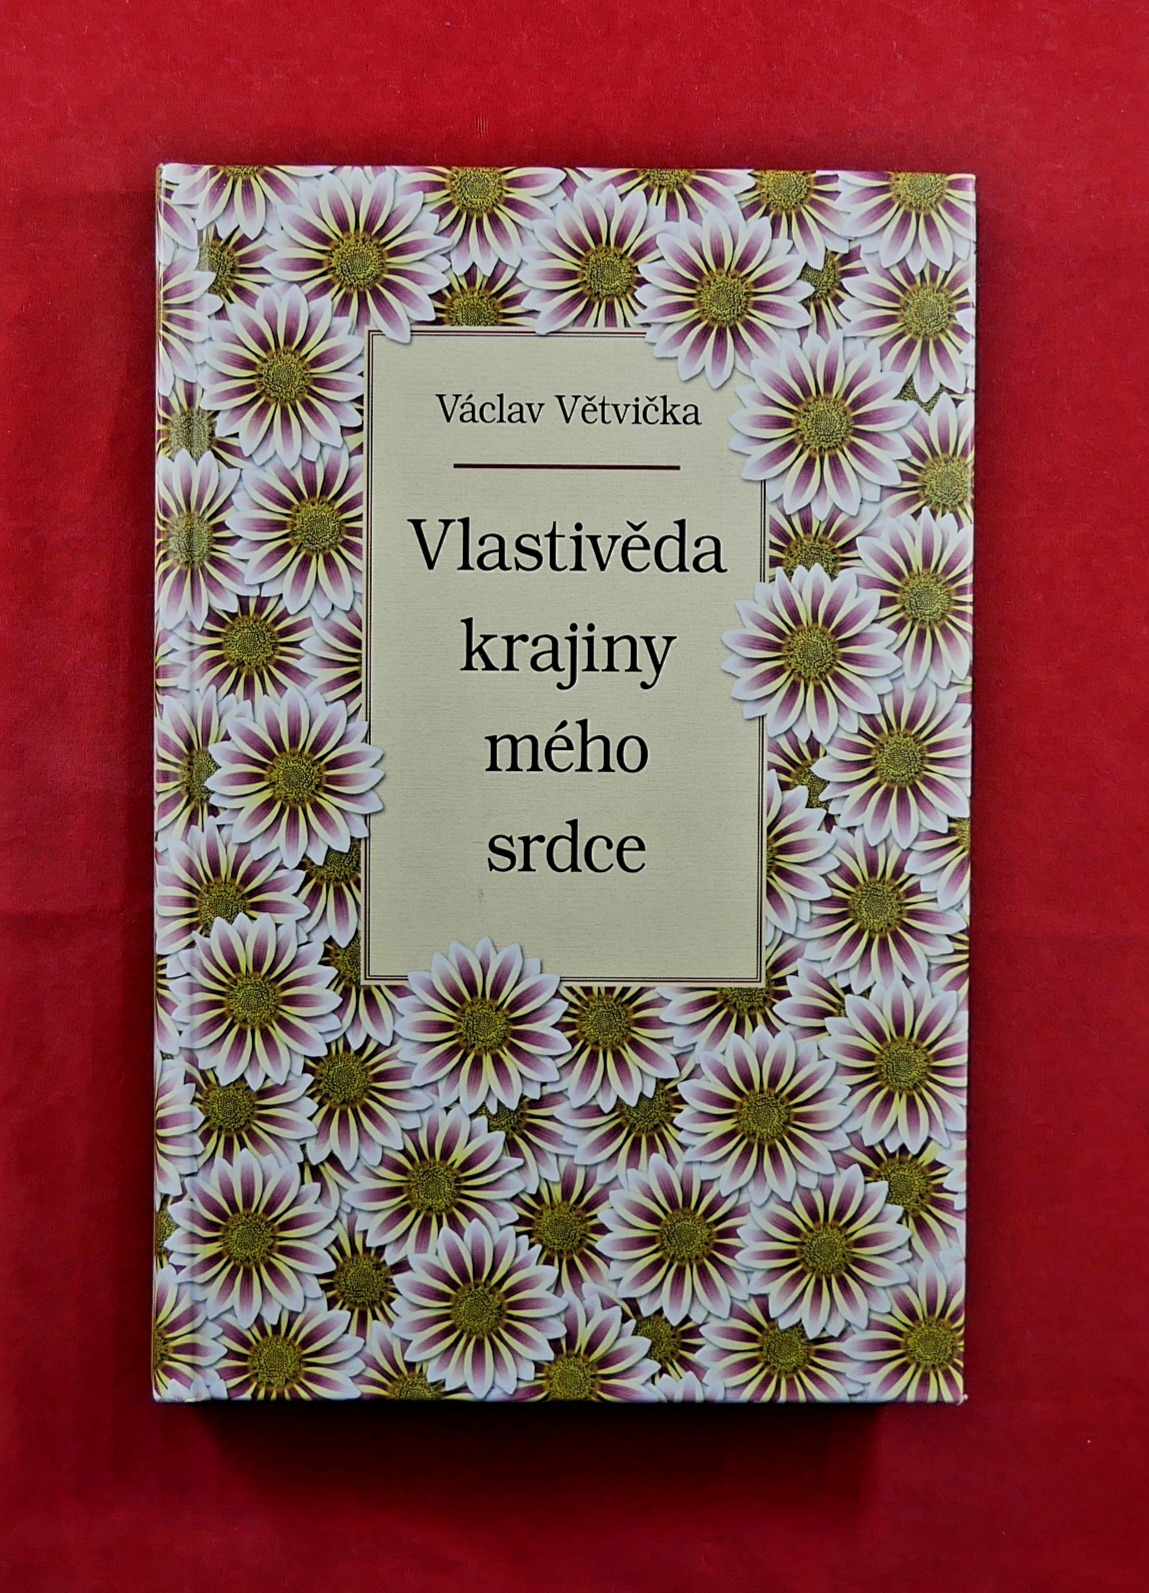 Václav Větvička
Vlastivěda
krajiny
mého
srdce